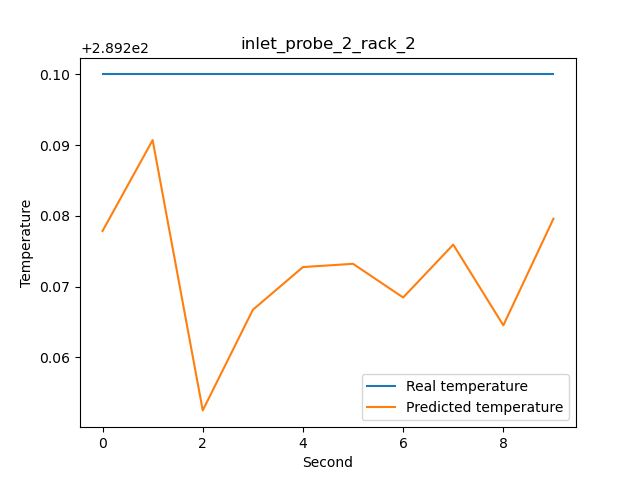 inlet_probe_2_rack_2
+2.892e2
0.10
0.09
0.08
0.07
0.06
Temperature
Real temperature
Predicted temperature
0 2 4 6 8
Second